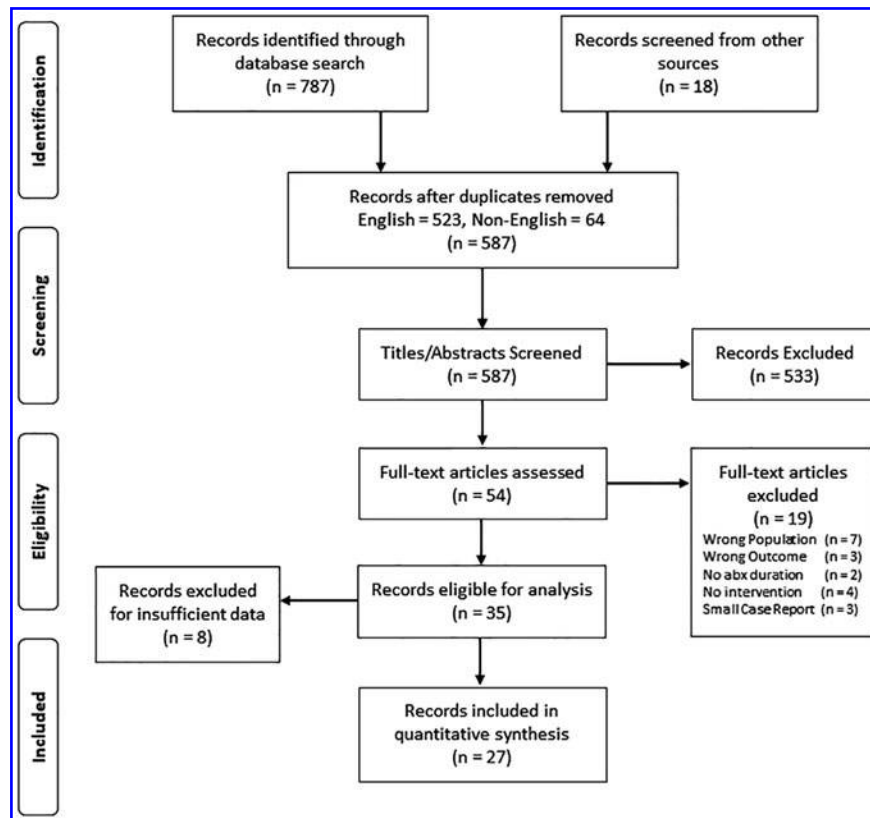 Identification
Records identified through
database search
(n = 787)
Records screened from other
sources
(n = 18)
Records after duplicates removed
English = 523, Non-English = 64
(n = 587)
Screening
Titles/Abstracts Screened
(n = 587)
Records Excluded
(n = 533)
Eligibility
Full-text articles assessed
(n = 54)
Full-text articles
excluded
(n = 19)
Wrong Population (n = 7)
Wrong Outcome (n = 3)
No abx duration (n = 2)
No intervention (n = 4)
Small Case Report (n = 3)
Records eligible for analysis
(n = 35)
Records excluded
for insufficient data
(n = 8)
Included
Records included in
quantitative synthesis
(n = 27)